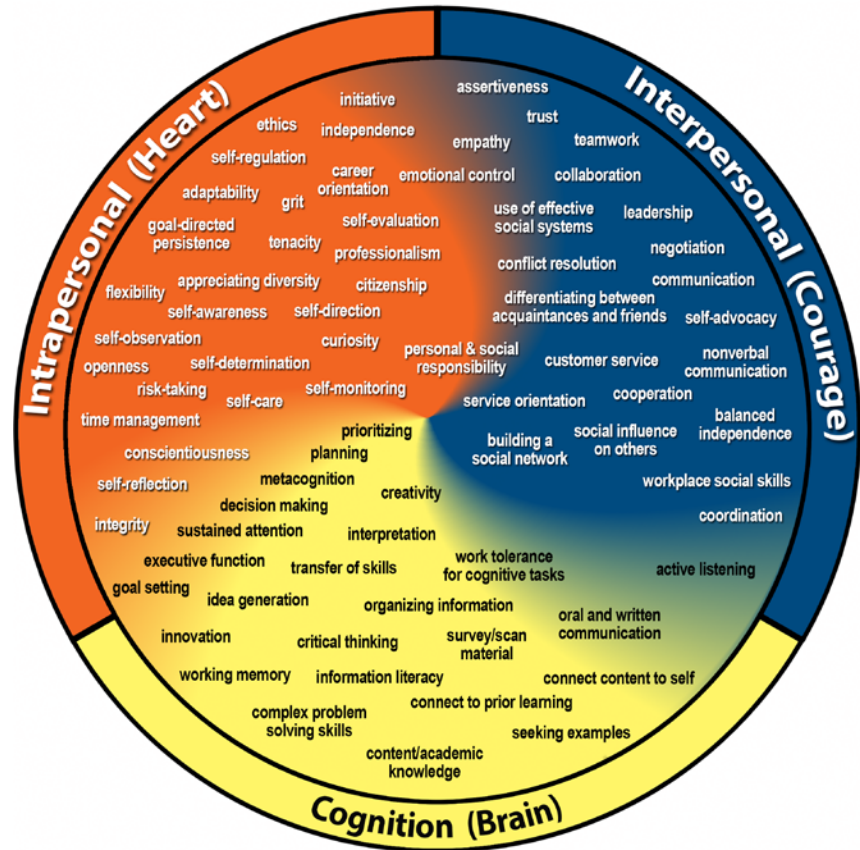 Intrapersonal (Heart)
Interpersonal (Courage)
Cognition (Brain)
initiative
ethics
independence
self-regulation
career
orientation
adaptability
grit
self-evaluation
goal-directed
persistence
tenacity
professionalism
appreciating diversity
citizenship
flexibility
self-awareness
self-direction
self-observation
curiosity
openness
self-determination
personal & social
responsibility
risk-taking
self-care
self-monitoring
time management
conscientiousness
self-reflection
integrity
assertiveness
trust
empathy
teamwork
emotional control
collaboration
use of effective
social systems
leadership
negotiation
conflict resolution
communication
differentiating between
acquaintances and friends
self-advocacy
customer service
nonverbal
communication
service orientation
cooperation
balanced
independence
building a
social network
social influence
on others
workplace social skills
coordination
active listening
prioritizing
planning
metacognition
creativity
decision making
sustained attention
interpretation
executive function
transfer of skills
work tolerance
for cognitive tasks
goal setting
idea generation
organizing information
oral and written
communication
innovation
critical thinking
survey/scan
material
working memory
information literacy
connect content to self
connect to prior learning
complex problem
solving skills
seeking examples
content/academic
knowledge